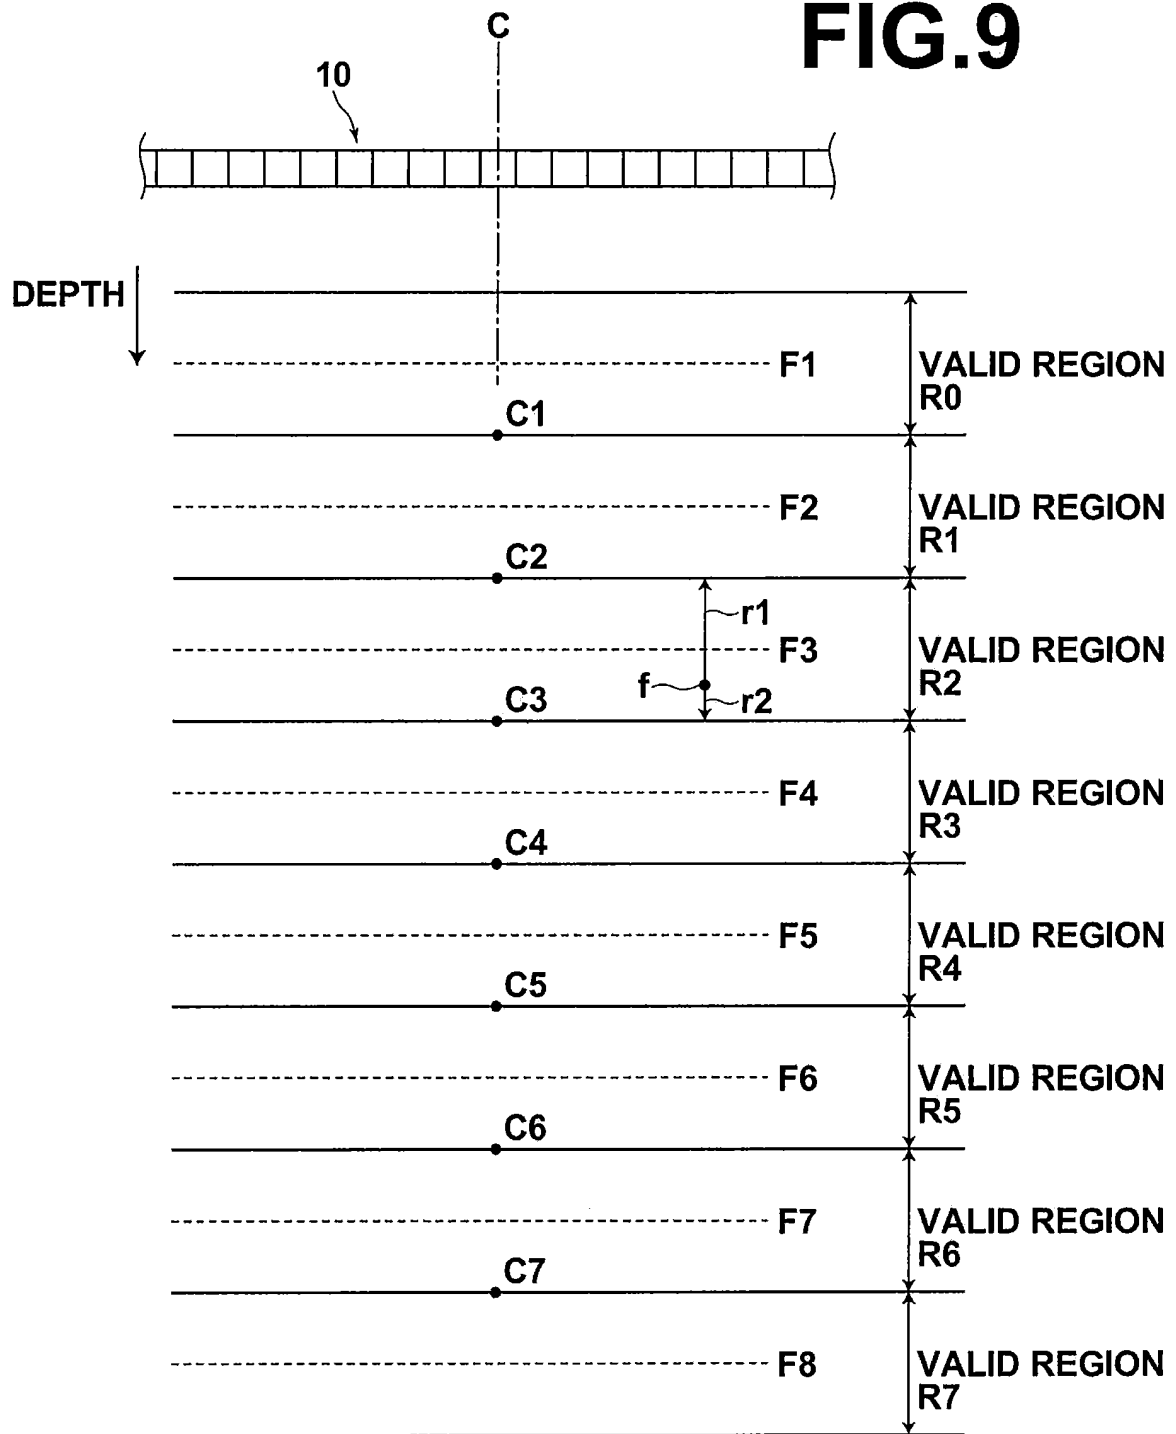 FIG.9
C
10
DEPTH
F1
VALID REGION
R0
C1
F2
VALID REGION
R1
C2
r1
F3
VALID REGION
R2
f
r2
C3
F4
VALID REGION
R3
C4
F5
VALID REGION
R4
C5
F6
VALID REGION
R5
C6
F7
VALID REGION
R6
C7
F8
VALID REGION
R7